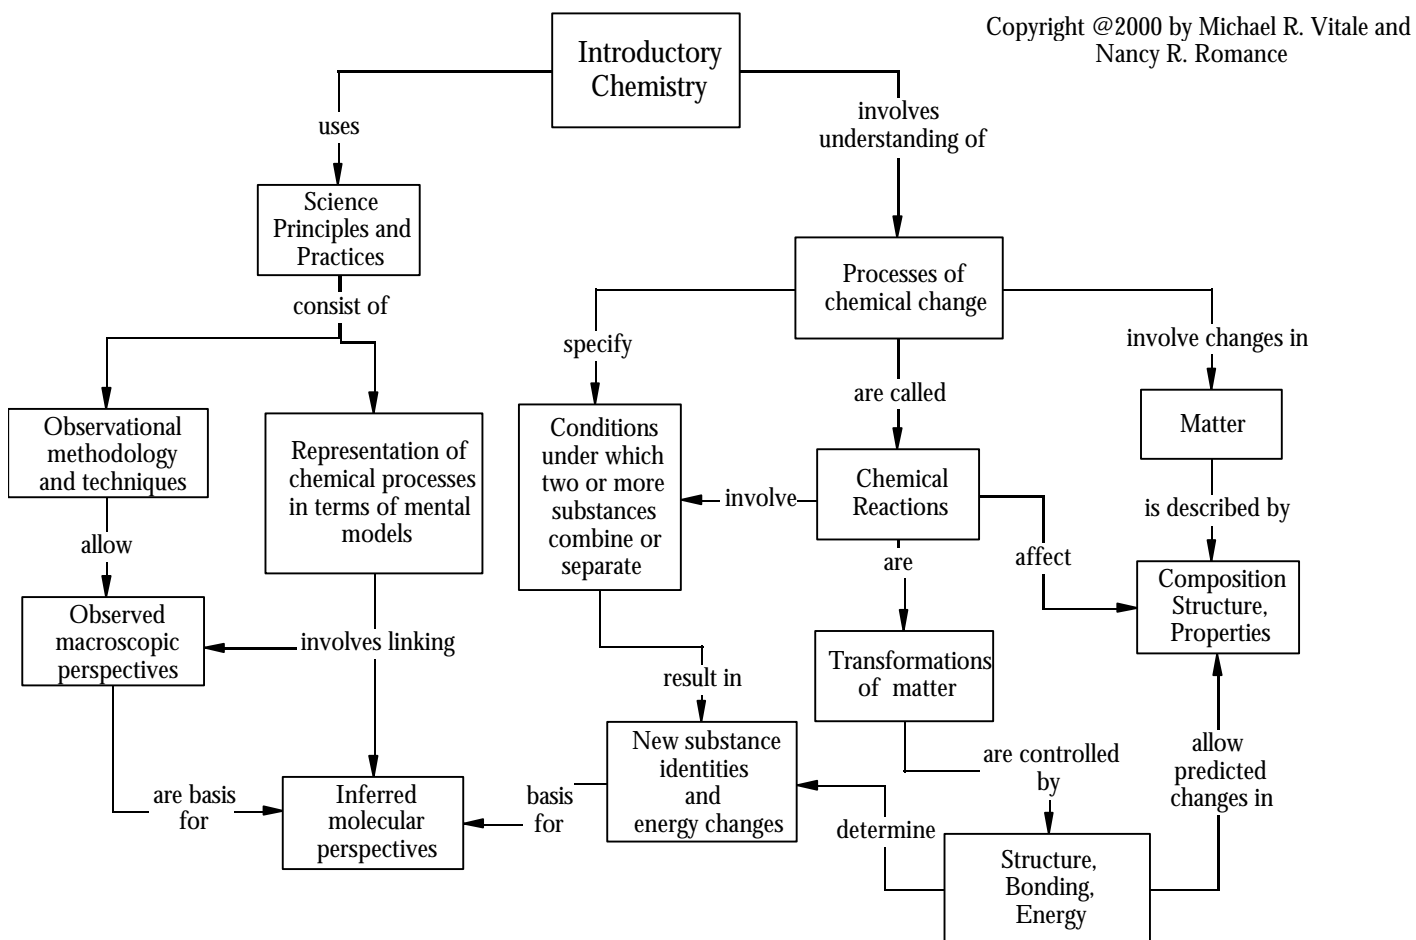 Copyright @2000 by Michael R. Vitale and
Nancy R. Romance
Introductory
Chemistry
uses
involves
understanding of
Science
Principles and
Practices
Processes of
chemical change
consist of
specify
are called
involve changes in
Observational
methodology
and techniques
Representation of
chemical processes
in terms of mental
models
Conditions
under which
two or more
substances
combine or
separate
involve
Chemical
Reactions
Matter
allow
are
affect
is described by
Observed
macroscopic
perspectives
involves linking
Transformations
of matter
Composition
Structure,
Properties
result in
are basis
for
Inferred
molecular
perspectives
basis
for
New substance
identities
and
energy changes
determine
are controlled
by
allow
predicted
changes in
Structure,
Bonding,
Energy